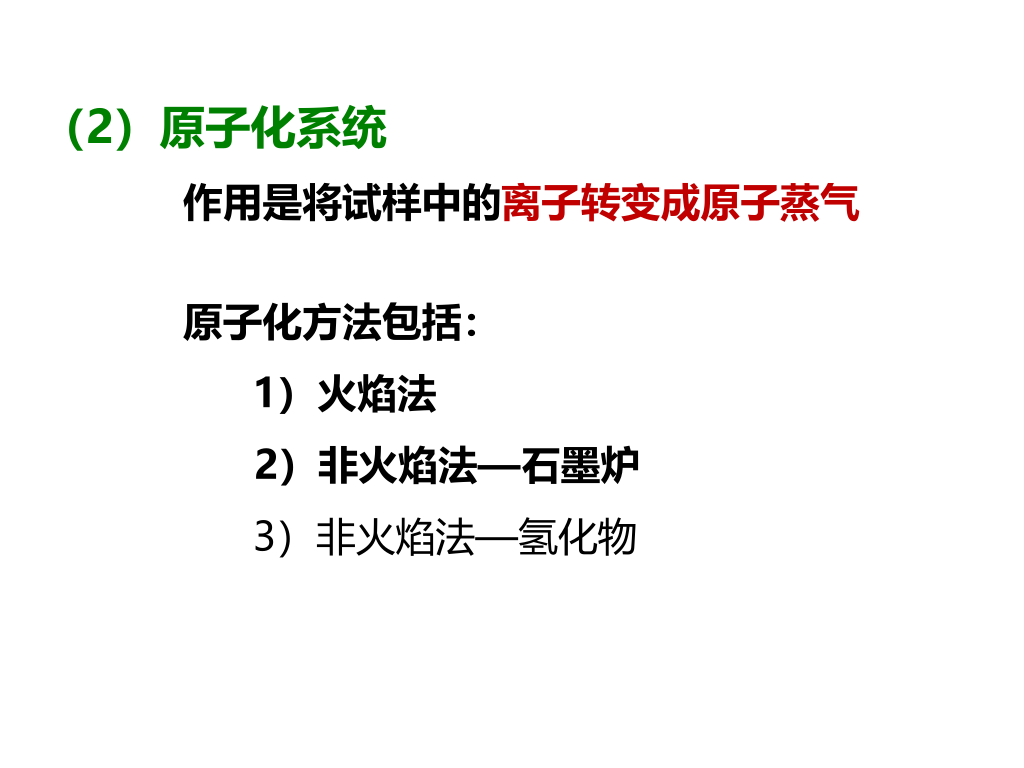 （2）原子化系统
作用是将试样中的离子转变成原子蒸气
原子化方法包括：
1）火焰法
2）非火焰法—石墨炉
3）非火焰法—氢化物